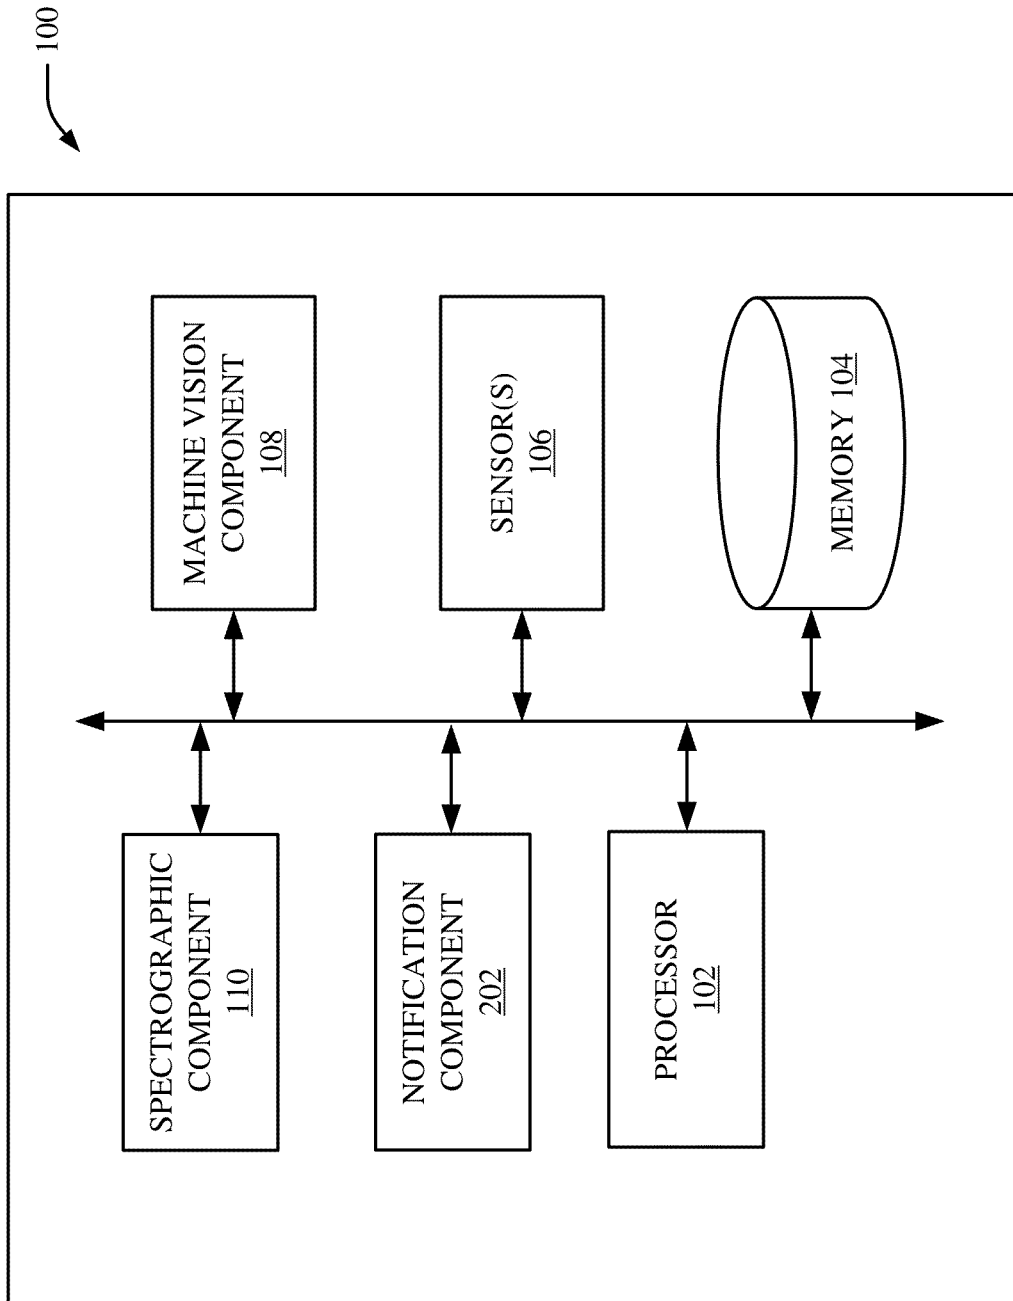 100
MACHINE VISION
COMPONENT
108
SENSOR(S)
106
MEMORY 104
SPECTROGRAPHIC
COMPONENT
110
NOTIFICATION
COMPONENT
202
PROCESSOR
102